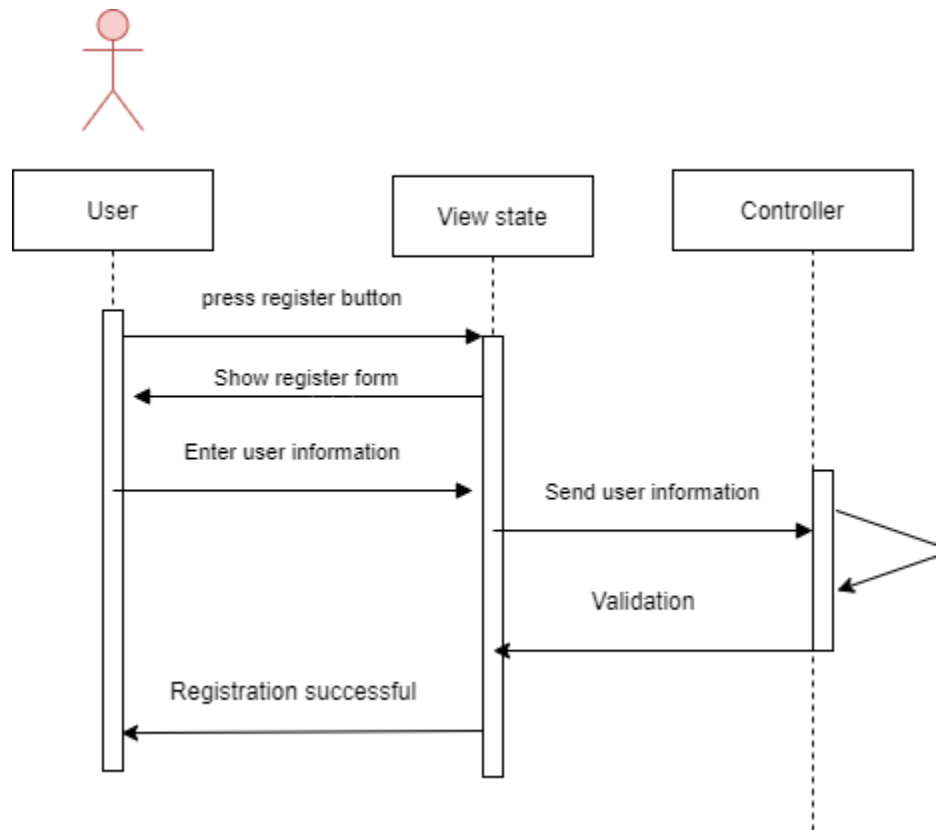 User
View state
Controller
press register button
Show register form
Enter user information
Send user information
Validation
Registration successful